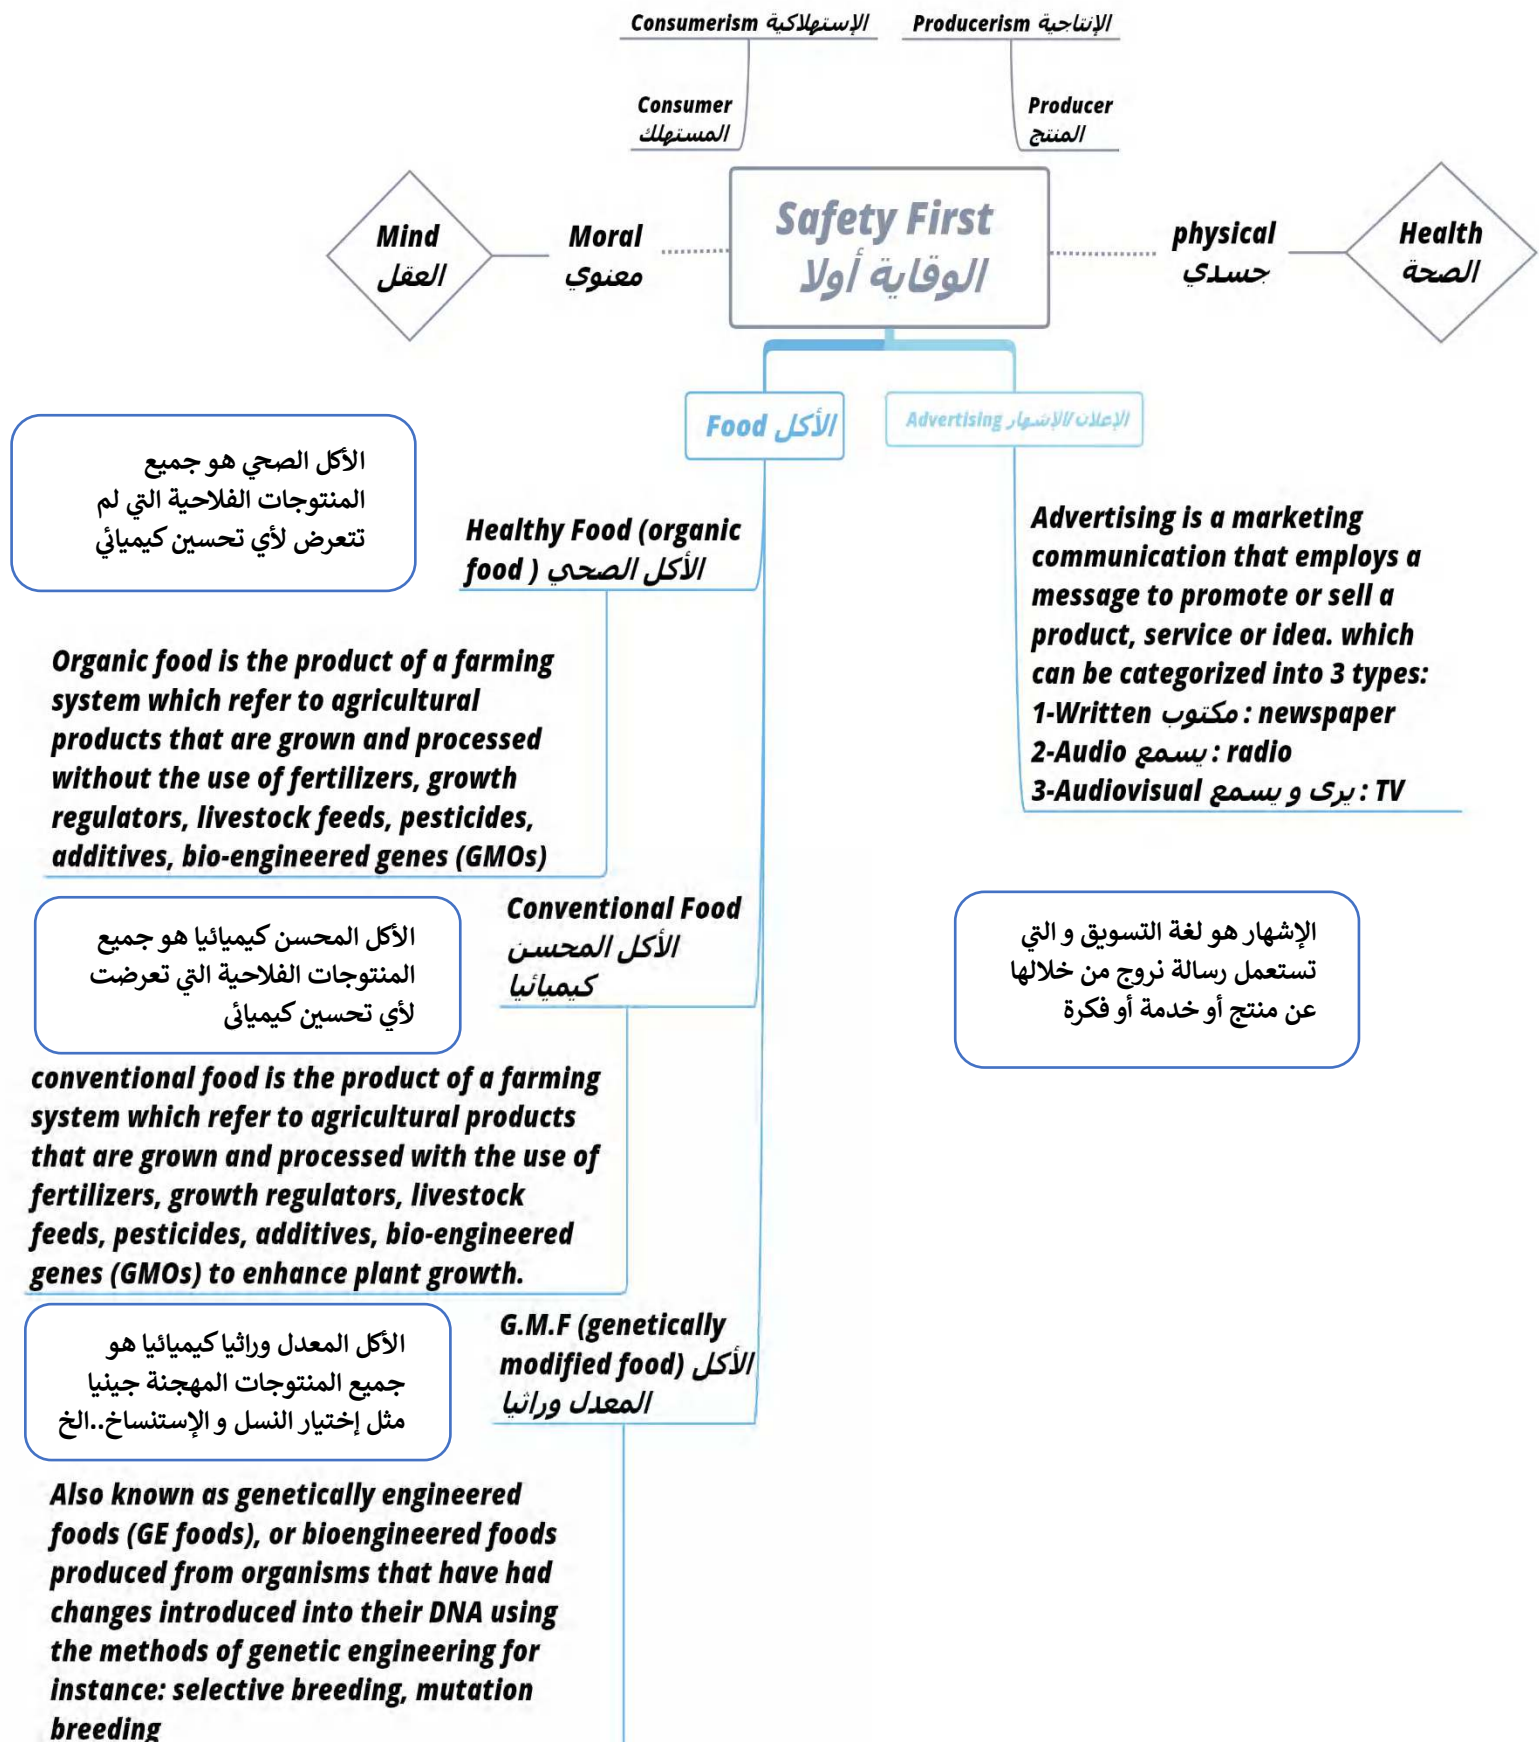 Consumerism الإستهلاكية
Producerism الإنتاجية
Consumer
المستهلك
Producer
المنتج
Mind
العقل
Moral
معنوي
Safety First
الوقاية أولا
physical
جسدي
Health
الصحة
Food الأكل
Advertising الإعلان/الإشهار
الأكل الصحي هو جميع
المنتوجات الفلاحية التي لم
تتعرض لأي تحسين كيميائي
Healthy Food (organic
food ) الأكل الصحي
Organic food is the product of a farming
system which refer to agricultural
products that are grown and processed
without the use of fertilizers, growth
regulators, livestock feeds, pesticides,
additives, bio-engineered genes (GMOs)
Advertising is a marketing
communication that employs a
message to promote or sell a
product, service or idea. which
can be categorized into 3 types:
1-Written مكتوب : newspaper
2-Audio يسمع : radio
3-Audiovisual يرى و يسمع : TV
الأكل المحسن كيميائيا هو جميع
المنتوجات الفلاحية التي تعرضت
لأي تحسين كيميائى
Conventional Food
الأكل المحسن
كيميائيا
الإشهار هو لغة التسويق و التي
تستعمل رسالة نروج من خلالها
عن منتج أو خدمة أو فكرة
conventional food is the product of a farming
system which refer to agricultural products
that are grown and processed with the use of
fertilizers, growth regulators, livestock
feeds, pesticides, additives, bio-engineered
genes (GMOs) to enhance plant growth.
الأكل المعدل وراثيا كيميائيا هو
جميع المنتوجات المهجنة جينيا
مثل إختيار النسل و الإستنساخ..الخ
G.M.F (genetically
modified food) الأكل
المعدل وراثيا
Also known as genetically engineered
foods (GE foods), or bioengineered foods
produced from organisms that have had
changes introduced into their DNA using
the methods of genetic engineering for
instance: selective breeding, mutation
breeding